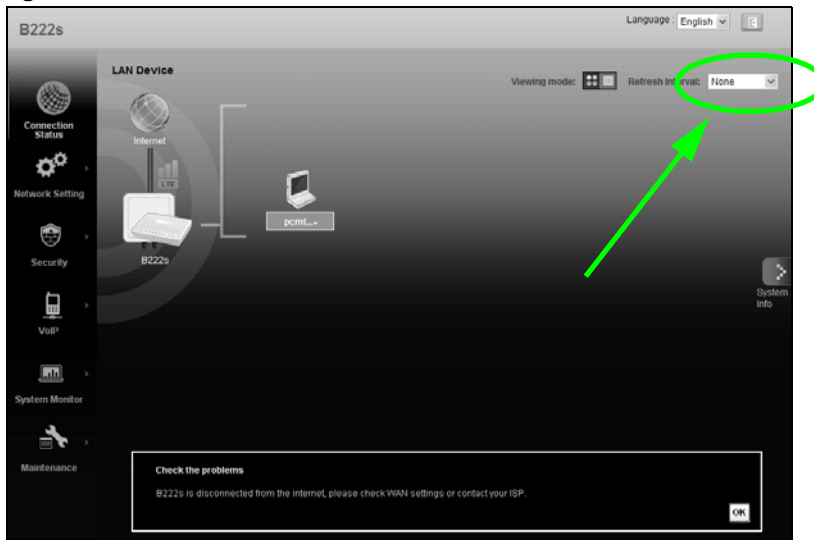 B222s
Language : English
LAN Device
Viewing mode:
Refresh Interval: None
Connection
Status
Internet
LTE
Network Setting
pcmt...
B222s
Security
System
Info
VoIP
System Monitor
Maintenance
Check the problems
B222s is disconnected from the internet, please check WAN settings or contact your ISP.
OK